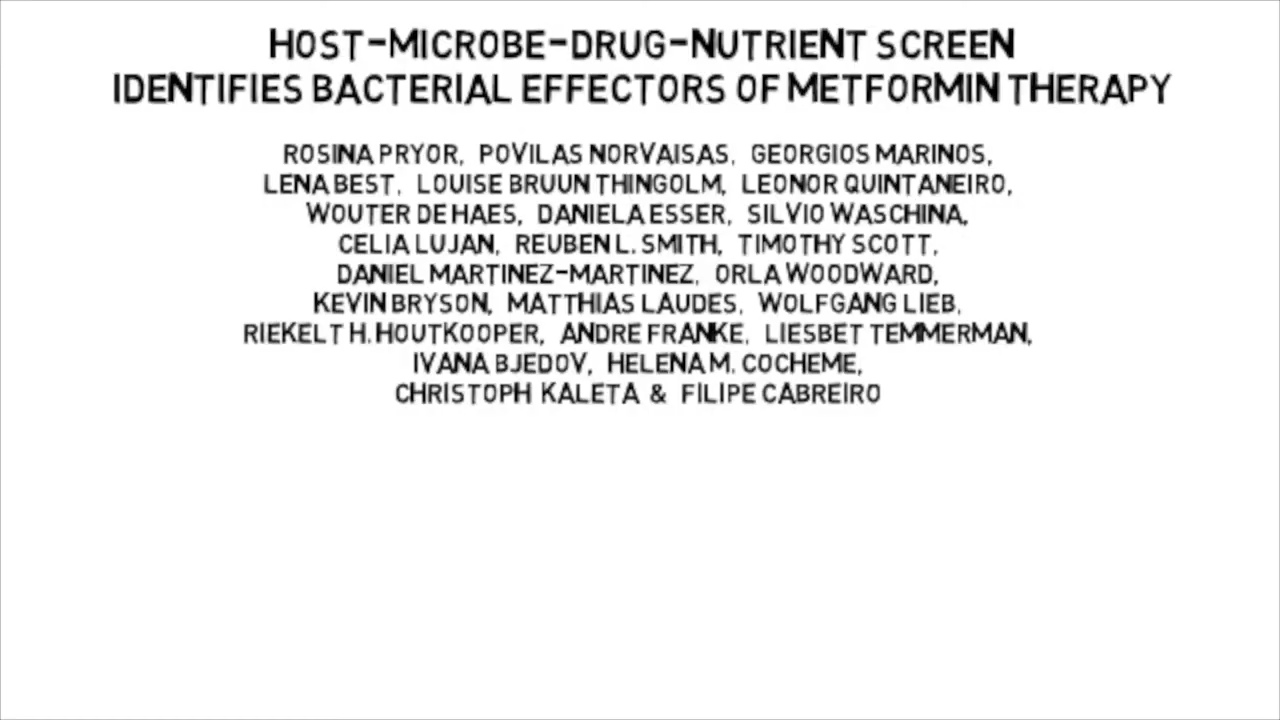 HOST-MICROBE-DRUG-NUTRIENT SCREEN
IDENTIFIES BACTERIAL EFFECTORS OF METFORMIN THERAPY
ROSINA PRYOR, POVILAS NORVAISAS, GEORGIOS MARINOS,
LENA BEST, LOUISE BRUUN THINGOLM, LEONOR QUINTANEIRO,
WOUTER DE HAES, DANIELA ESSER, SILVIO WASCHINA,
CELIA LUJAN, REUBEN L. SMITH, TIMOTHY SCOTT,
DANIEL MARTINEZ-MARTINEZ, ORLA WOODWARD,
KEVIN BRYSON, MATTHIAS LAUDES, WOLFGANG LIEB,
RIEKELT H. HOUTKOOPER, ANDRE FRANKE, LIESBET TEMMERMAN,
IVANA BJEDOV, HELENA M. COCHEME,
CHRISTOPH KALETA & FILIPE CABREIRO